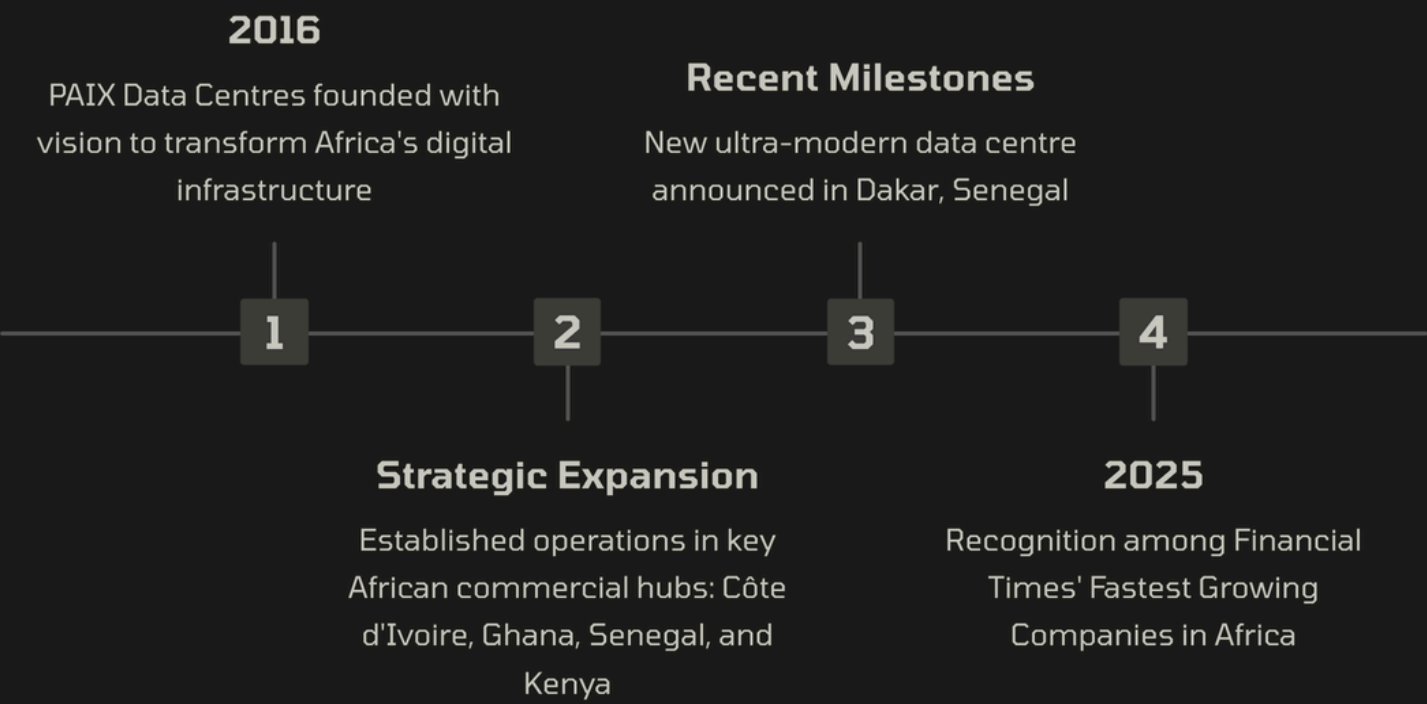 2016
PAIX Data Centres founded with
vision to transform Africa's digital
infrastructure
1
Strategic Expansion
Established operations in key
African commercial hubs: Côte
d'Ivoire, Ghana, Senegal, and
Kenya
2
Recent Milestones
New ultra-modern data centre
announced in Dakar, Senegal
3
2025
Recognition among Financial
Times' Fastest Growing
Companies in Africa
4